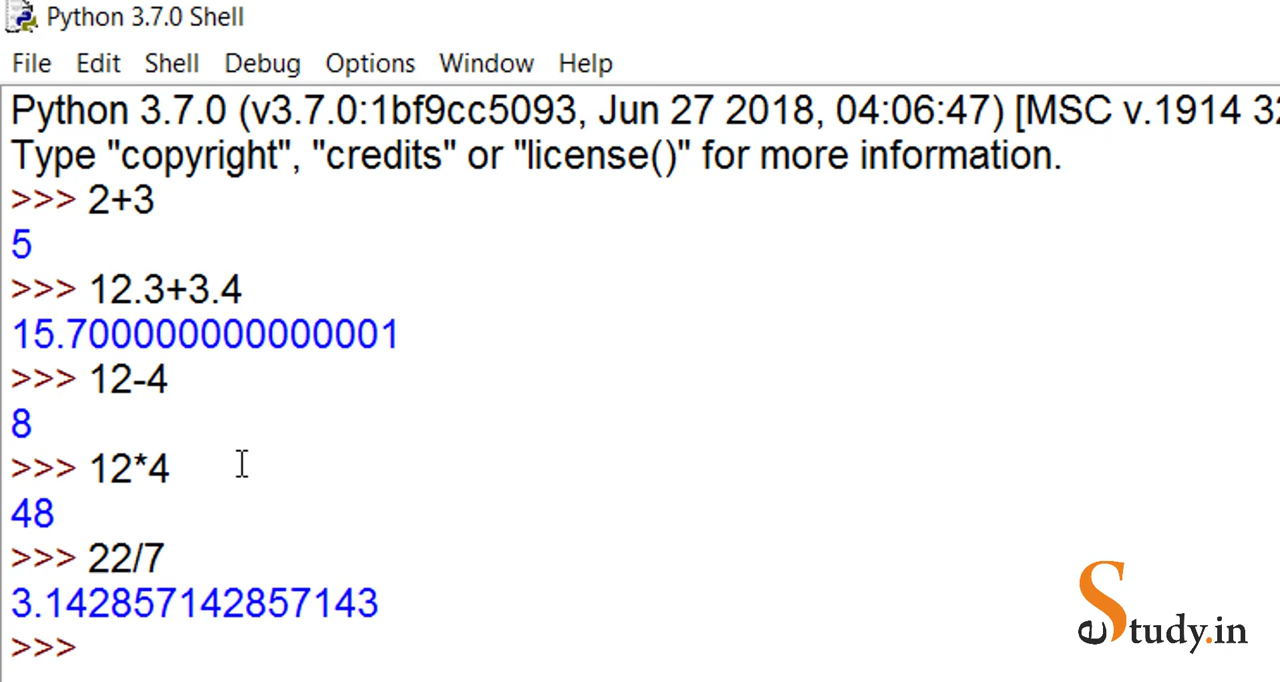 Python 3.7.0 Shell
File Edit Shell Debug Options Window Help
Python 3.7.0 (v3.7.0:1bf9cc5093, Jun 27 2018, 04:06:47) [MSC v.1914 32
Type "copyright", "credits" or "license()" for more information.
>>> 2+3
5
>>> 12.3+3.4
15.700000000000001
>>> 12-4
8
>>> 12*4
48
>>> 22/7
3.142857142857143
>>>
eStudy.in